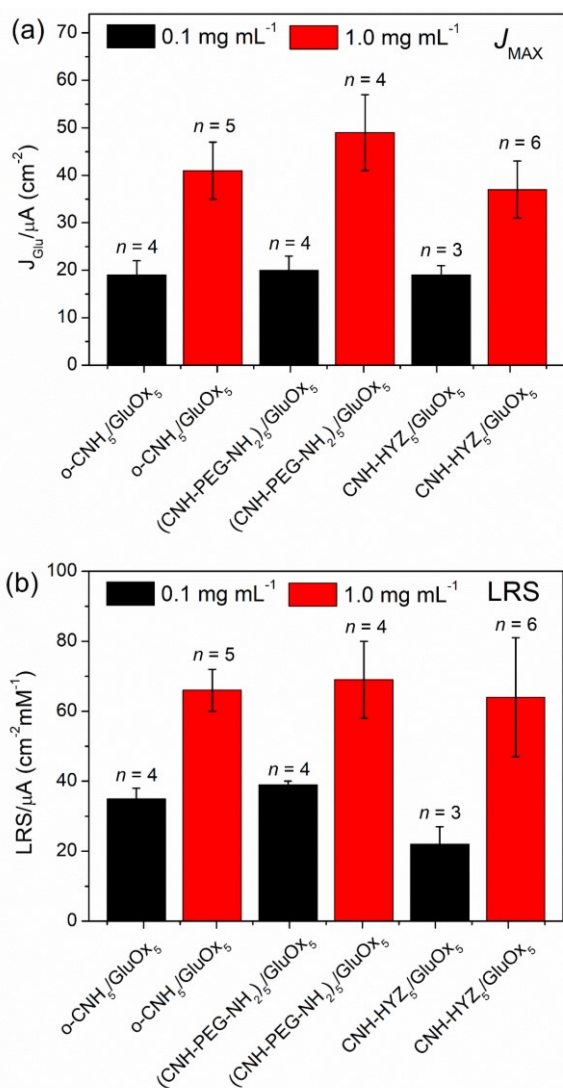 (a)
0.1 mg mL⁻¹ 1.0 mg mL⁻¹ J_MAX
J_Glu/µA (cm⁻²)
70
60
50
40
30
20
10
0
n = 4
n = 5
n = 4
n = 4
n = 3
n = 6
o-CNH₅/GluOx₅
o-CNH₅/GluOx₅
(CNH-PEG-NH₂)₅/GluOx₅
(CNH-PEG-NH₂)₅/GluOx₅
CNH-HYZ₅/GluOx₅
CNH-HYZ₅/GluOx₅
(b)
0.1 mg mL⁻¹ 1.0 mg mL⁻¹ LRS
LRS/µA (cm⁻²mM⁻¹)
100
80
60
40
20
0
n = 4
n = 5
n = 4
n = 4
n = 3
n = 6
o-CNH₅/GluOx₅
o-CNH₅/GluOx₅
(CNH-PEG-NH₂)₅/GluOx₅
(CNH-PEG-NH₂)₅/GluOx₅
CNH-HYZ₅/GluOx₅
CNH-HYZ₅/GluOx₅